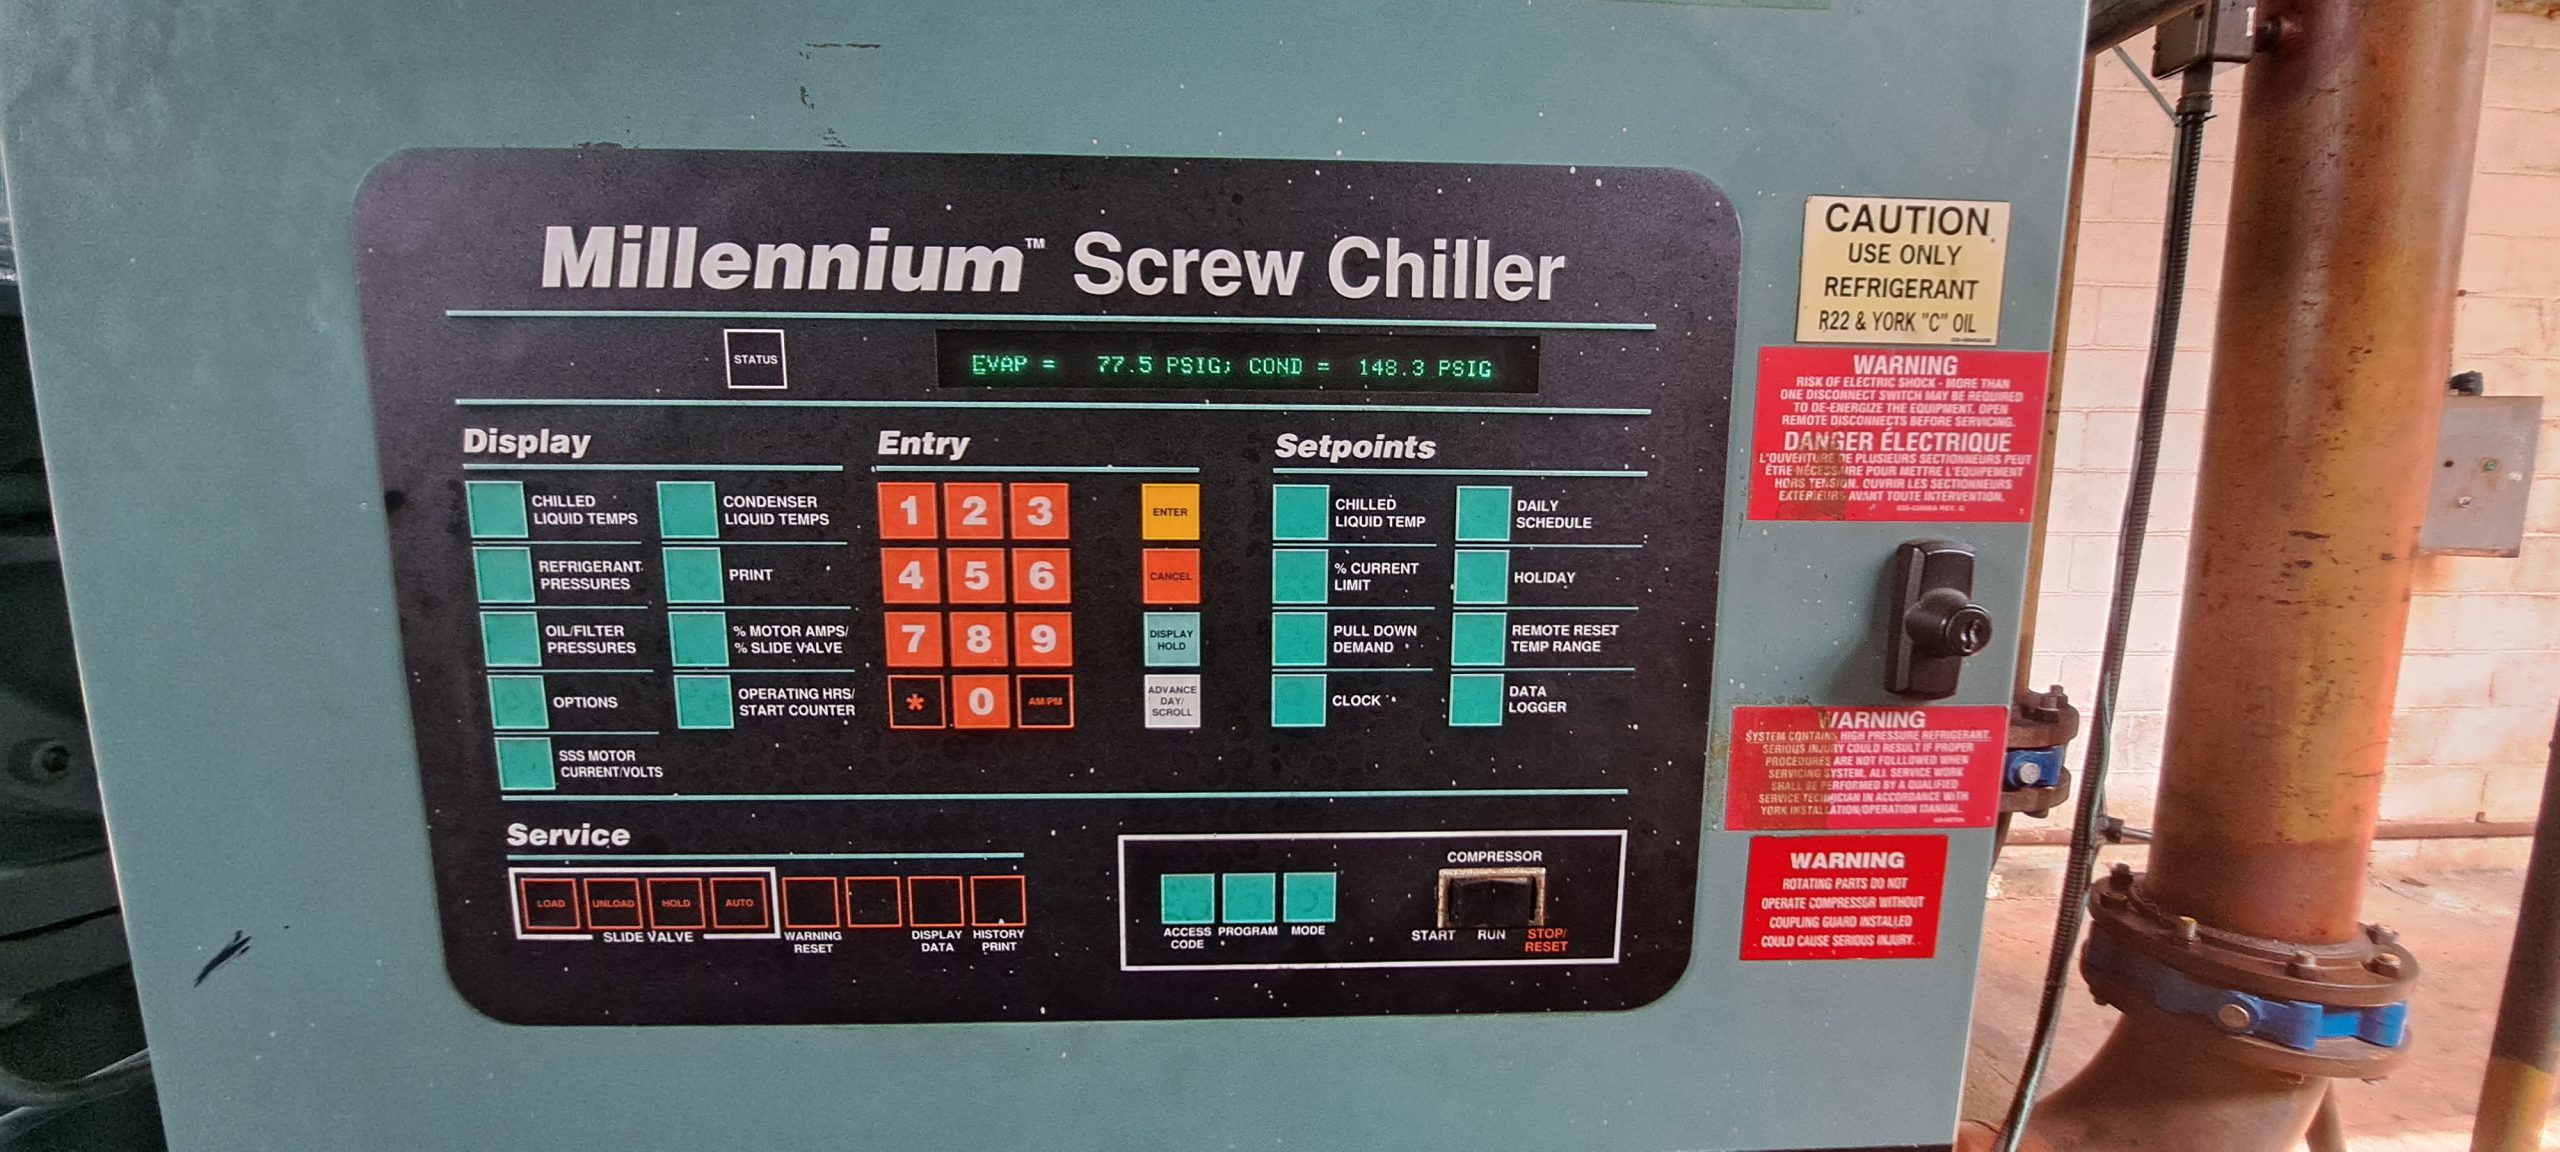 Millennium™ Screw Chiller
STATUS
EVAP = 77.5 PSIG; COND = 148.3 PSIG
Display
CHILLED
LIQUID TEMPS
CONDENSER
LIQUID TEMPS
REFRIGERANT
PRESSURES
PRINT
OIL/FILTER
PRESSURES
% MOTOR AMPS/
% SLIDE VALVE
OPTIONS
OPERATING HRS/
START COUNTER
SSS MOTOR
CURRENT/VOLTS
Entry
1 2 3
4 5 6
7 8 9
* 0 AM/PM
ENTER
CANCEL
DISPLAY
HOLD
ADVANCE
DAY/
SCROLL
Setpoints
CHILLED
LIQUID TEMP
DAILY
SCHEDULE
% CURRENT
LIMIT
HOLIDAY
PULL DOWN
DEMAND
REMOTE RESET
TEMP RANGE
CLOCK
DATA
LOGGER
Service
LOAD UNLOAD HOLD AUTO
SLIDE VALVE
WARNING
RESET
DISPLAY
DATA
HISTORY
PRINT
ACCESS
CODE
PROGRAM
MODE
COMPRESSOR
START RUN STOP/
RESET
CAUTION
USE ONLY
REFRIGERANT
R22 & YORK "C" OIL
WARNING
RISK OF ELECTRIC SHOCK - MORE THAN
ONE DISCONNECT SWITCH MAY BE REQUIRED
TO DE-ENERGIZE THE EQUIPMENT. OPEN
REMOTE DISCONNECTS BEFORE SERVICING.
DANGER ÉLECTRIQUE
L'OUVERTURE DE PLUSIEURS SECTIONNEURS PEUT
ÊTRE NÉCESSAIRE POUR METTRE L'EQUIPEMENT
HORS TENSION. OUVRIR LES SECTIONNEURS
EXTERIEURS AVANT TOUTE INTERVENTION.
WARNING
SYSTEM CONTAINS HIGH PRESSURE REFRIGERANT.
SERIOUS INJURY COULD RESULT IF PROPER
PROCEDURES ARE NOT FOLLLOWED WHEN
SERVICING SYSTEM. ALL SERVICE WORK
SHALL BE PERFORMED BY A QUALIFIED
SERVICE TECHNICIAN IN ACCORDANCE WITH
YORK INSTALLATION/OPERATION MANUAL.
WARNING
ROTATING PARTS DO NOT
OPERATE COMPRESSOR WITHOUT
COUPLING GUARD INSTALLED
COULD CAUSE SERIOUS INJURY.